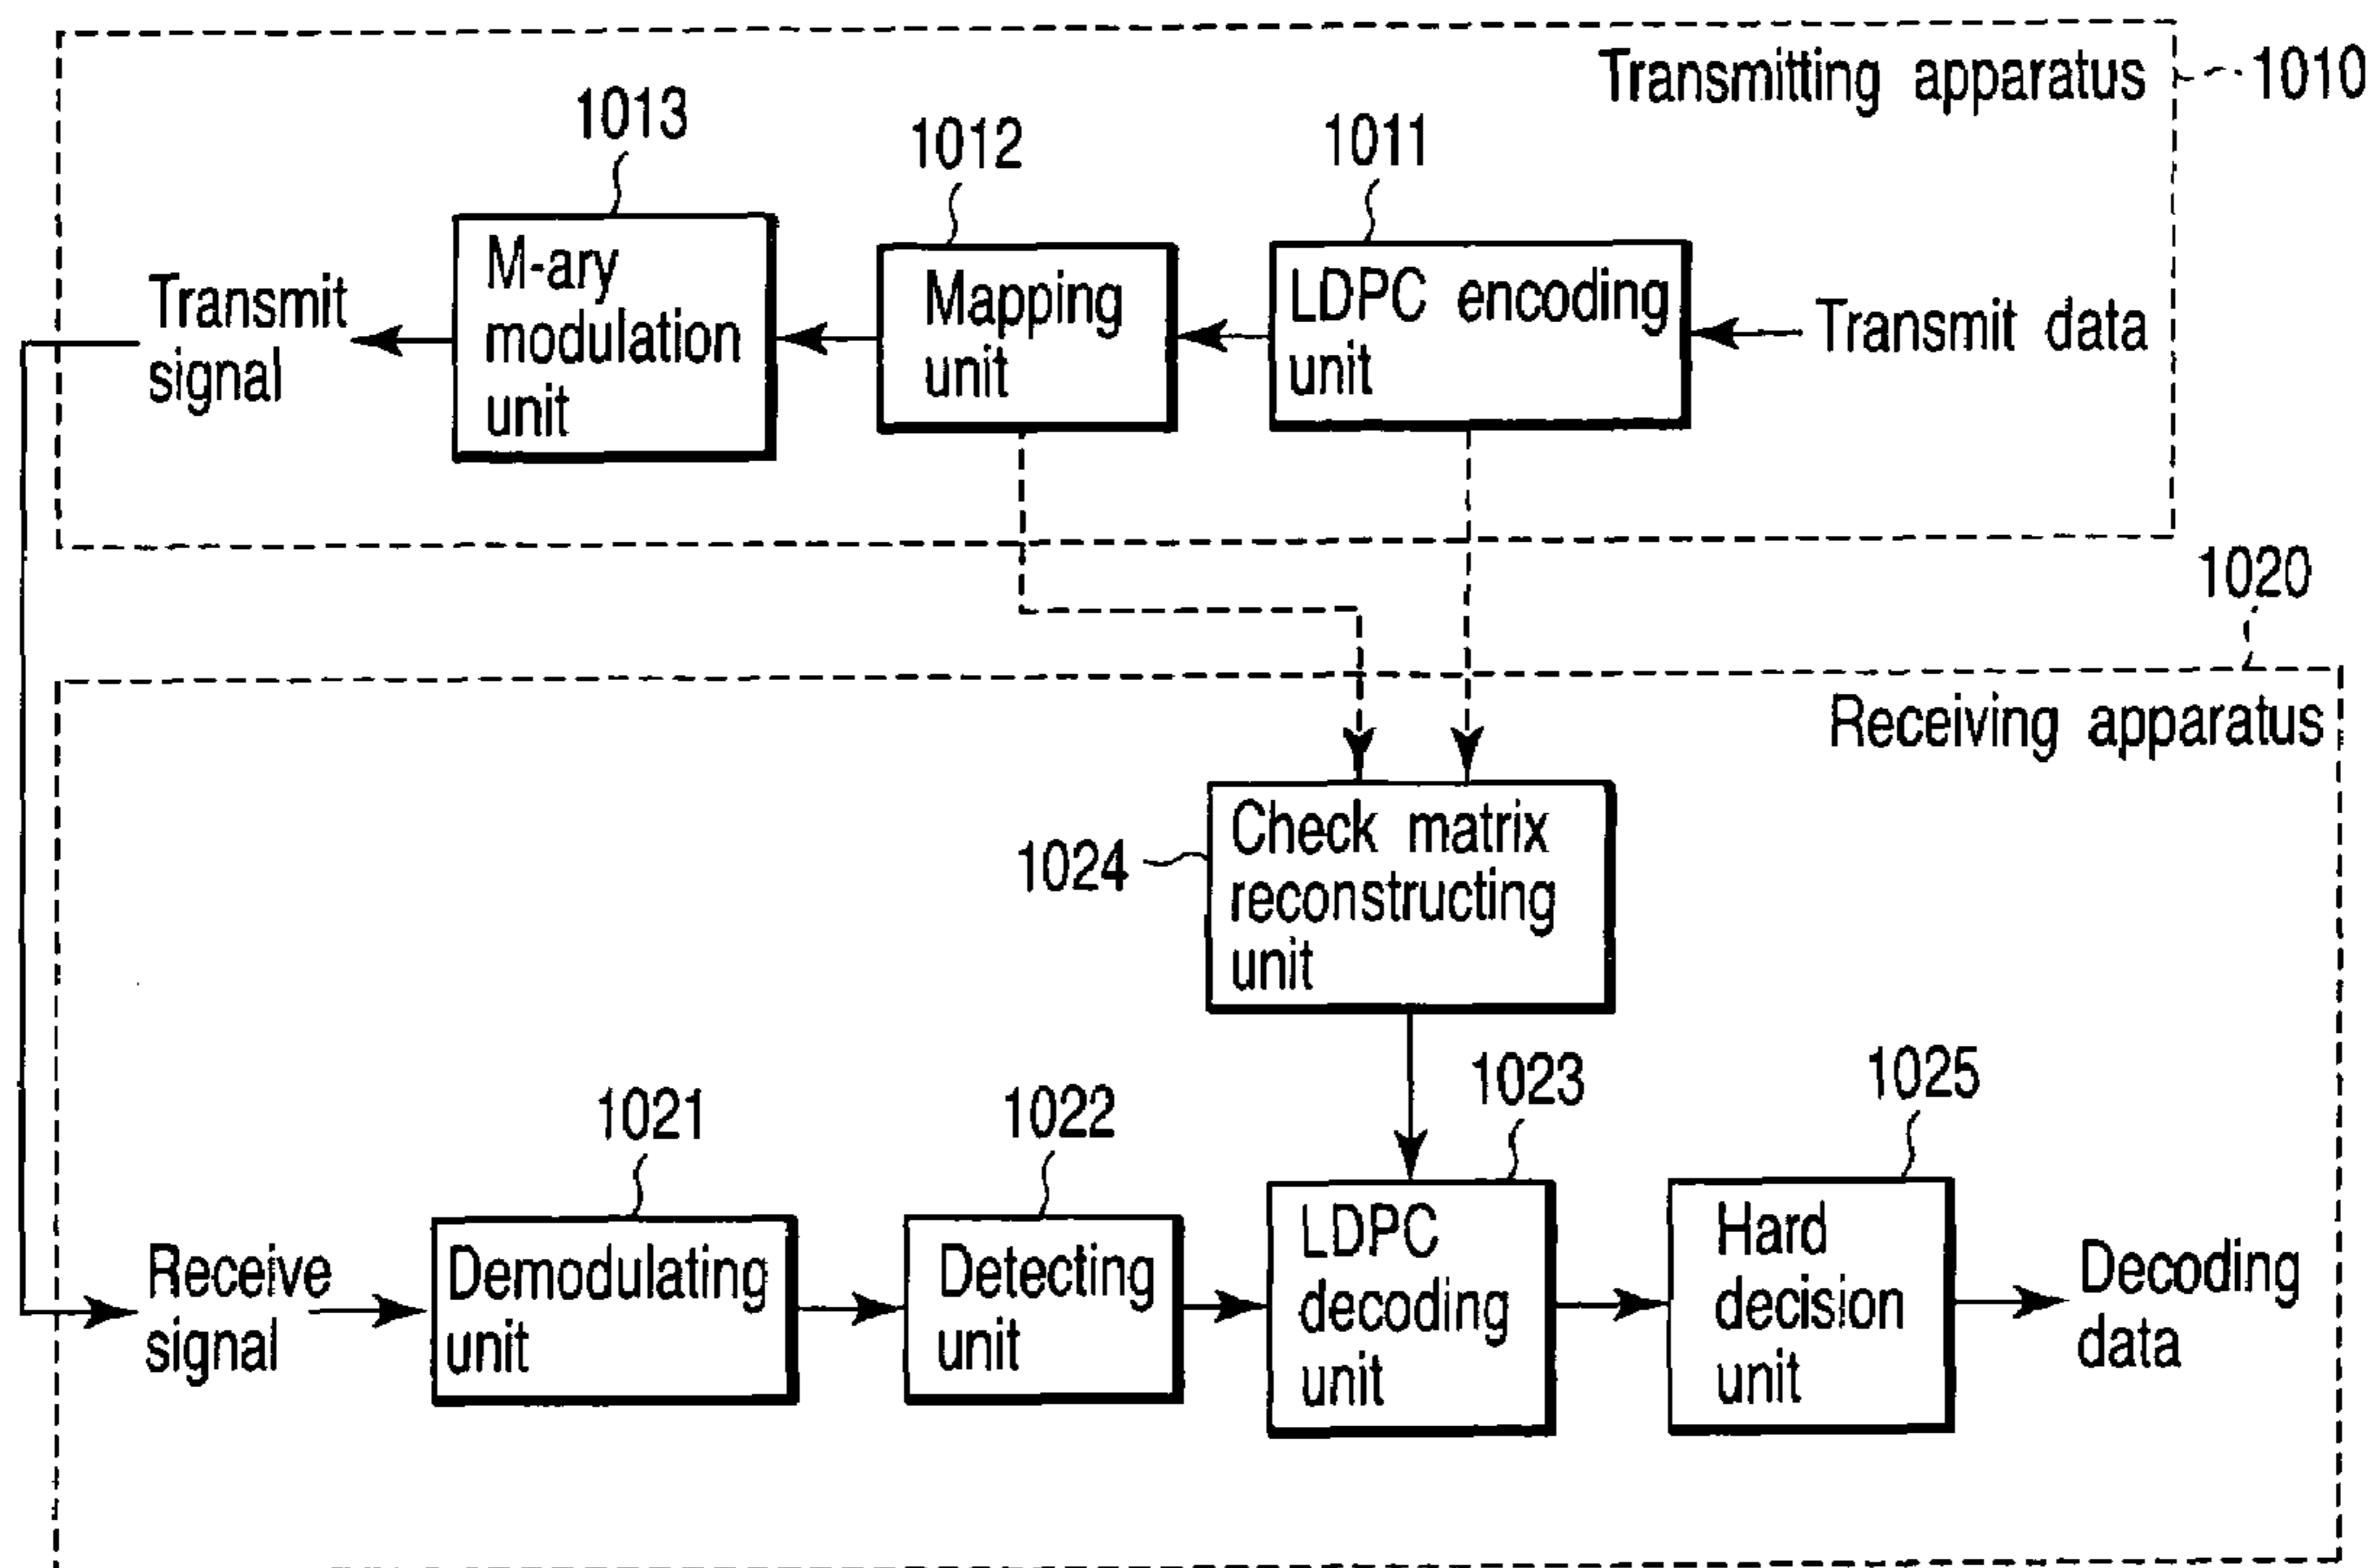 Transmitting apparatus
1010
1013
1012
1011
M-ary
modulation
unit
Mapping
unit
LDPC encoding
unit
Transmit data
Transmit
signal
1020
Receiving apparatus
1024
Check matrix
reconstructing
unit
1021
1022
1023
1025
Receive
signal
Demodulating
unit
Detecting
unit
LDPC
decoding
unit
Hard
decision
unit
Decoding
data